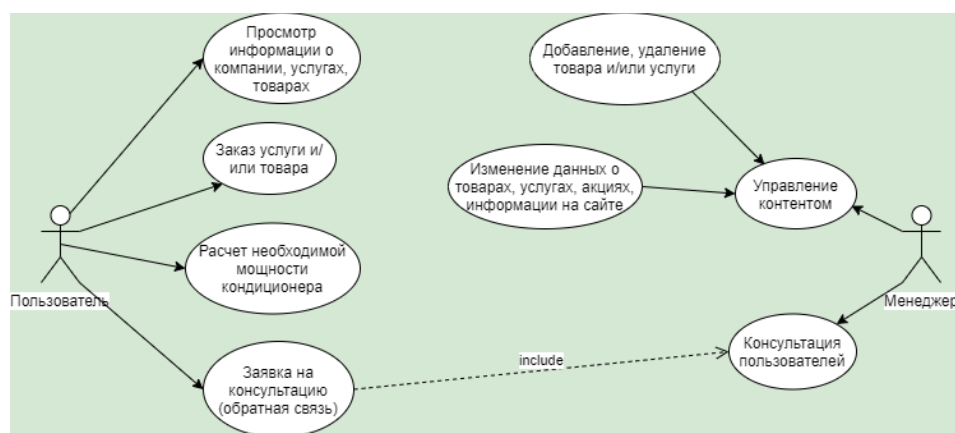 Просмотр
информации о
компании, услугах,
товарах
Добавление, удаление
товара и/или услуги
Заказ услуги и/
или товара
Изменение данных о
товарах, услугах, акциях,
информации на сайте
Управление
контентом
Расчет необходимой
мощности
кондиционера
Пользователь
Менеджер
Заявка на
консультацию
(обратная связь)
include
Консультация
пользователей